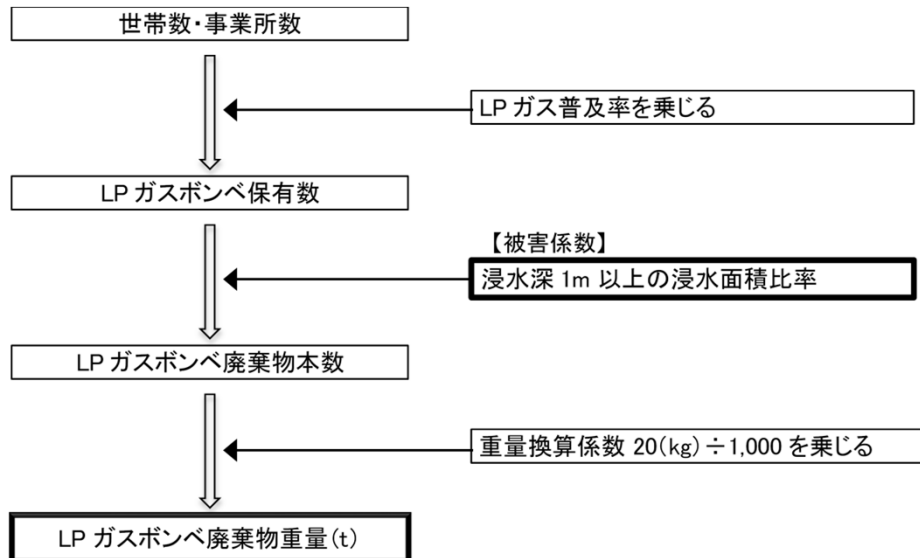 世帯数・事業所数
LP ガス普及率を乗じる
LP ガスボンベ保有数
【被害係数】
浸水深 1m 以上の浸水面積比率
LP ガスボンベ廃棄物本数
重量換算係数 20(kg)÷1,000 を乗じる
LP ガスボンベ廃棄物重量(t)